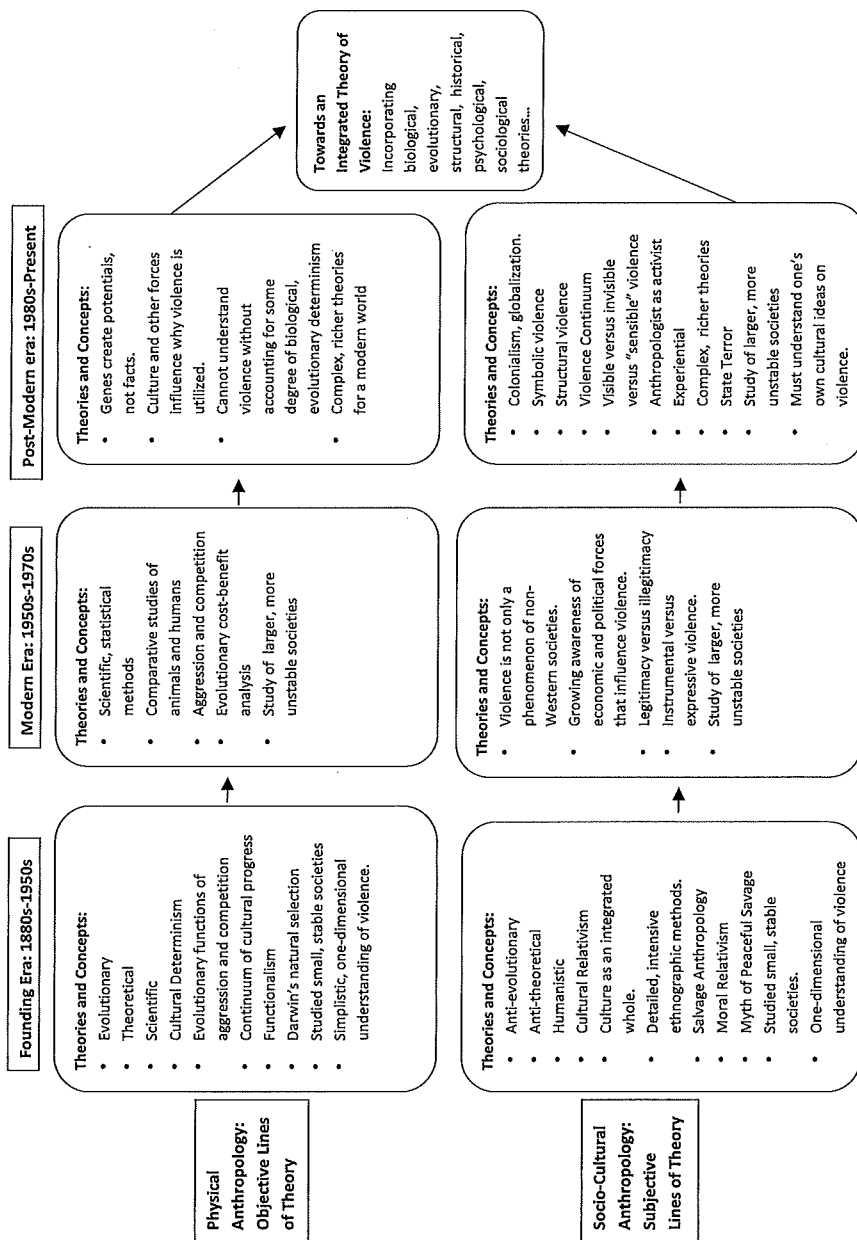 Founding Era: 1880s-1950s
Modern Era: 1950s-1970s
Post-Modern era: 1980s-Present
Physical
Anthropology:
Objective Lines
of Theory
Theories and Concepts:
• Evolutionary
• Theoretical
• Scientific
• Cultural Determinism
• Evolutionary functions of
aggression and competition
• Continuum of cultural progress
• Functionalism
• Darwin's natural selection
• Studied small, stable societies
• Simplistic, one-dimensional
understanding of violence.
Theories and Concepts:
• Scientific, statistical
methods
• Comparative studies of
animals and humans
• Aggression and competition
• Evolutionary cost-benefit
analysis
• Study of larger, more
unstable societies
Theories and Concepts:
• Genes create potentials,
not facts.
• Culture and other forces
influence why violence is
utilized.
• Cannot understand
violence without
accounting for some
degree of biological,
evolutionary determinism
• Complex, richer theories
for a modern world
Towards an
Integrated Theory of
Violence:
Incorporating
biological,
evolutionary,
structural, historical,
psychological,
sociological
theories...
Socio-Cultural
Anthropology:
Subjective
Lines of Theory
Theories and Concepts:
• Anti-evolutionary
• Anti-theoretical
• Humanistic
• Cultural Relativism
• Culture as an integrated
whole.
• Detailed, intensive
ethnographic methods.
• Salvage Anthropology
• Moral Relativism
• Myth of Peaceful Savage
• Studied small, stable
societies.
• One-dimensional
understanding of violence
Theories and Concepts:
• Violence is not only a
phenomenon of non-
Western societies.
• Growing awareness of
economic and political forces
that influence violence.
• Legitimacy versus illegitimacy
• Instrumental versus
expressive violence.
• Study of larger, more
unstable societies
Theories and Concepts:
• Colonialism, globalization.
• Symbolic violence
• Structural violence
• Violence Continuum
• Visible versus invisible
versus "sensible" violence
• Anthropologist as activist
• Experiential
• Complex, richer theories
• State Terror
• Study of larger, more
unstable societies
• Must understand one's
own cultural ideas on
violence.